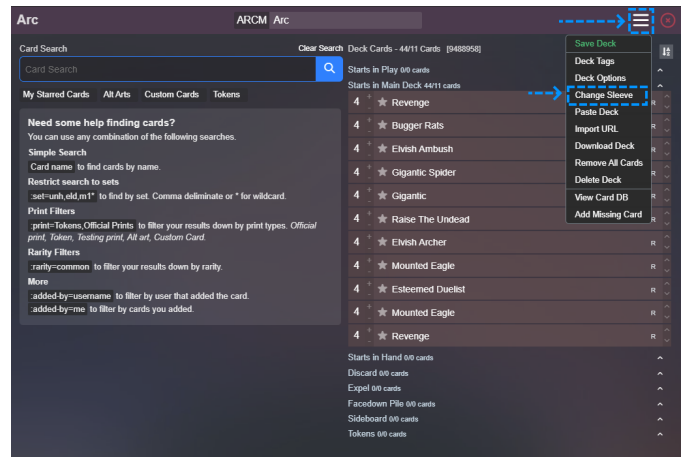 Arc
ARCM Arc
Card Search
Clear Search
Card Search
My Starred Cards Alt Arts Custom Cards Tokens
Need some help finding cards?
You can use any combination of the following searches.
Simple Search
Card name to find cards by name.
Restrict search to sets
:set=unh,eld,m1* to find by set. Comma deliminate or * for wildcard.
Print Filters
:print=Tokens,Official Prints to filter your results down by print types. Official
print, Token, Testing print, Alt art, Custom Card.
Rarity Filters
:rarity=common to filter your results down by rarity.
More
:added-by=username to filter by user that added the card.
:added-by=me to filter by cards you added.
Deck Cards - 44/11 Cards [9488958]
Starts in Play 0/0 cards
Starts in Main Deck 44/11 cards
4 + - Revenge R
4 + - Bugger Rats R
4 + - Elvish Ambush R
4 + - Gigantic Spider R
4 + - Gigantic R
4 + - Raise The Undead R
4 + - Elvish Archer R
4 + - Mounted Eagle R
4 + - Esteemed Duelist R
4 + - Mounted Eagle R
4 + - Revenge R
Starts in Hand 0/0 cards
Discard 0/0 cards
Expel 0/0 cards
Facedown Pile 0/0 cards
Sideboard 0/0 cards
Tokens 0/0 cards
Save Deck
Deck Tags
Deck Options
Change Sleeve
Paste Deck
Import URL
Download Deck
Remove All Cards
Delete Deck
View Card DB
Add Missing Card